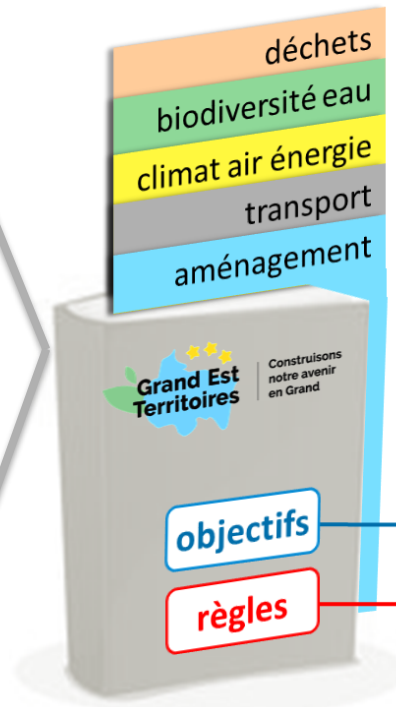 déchets
biodiversité eau
climat air énergie
transport
aménagement
Grand Est
Territoires
Construisons
notre avenir
en Grand
objectifs
règles